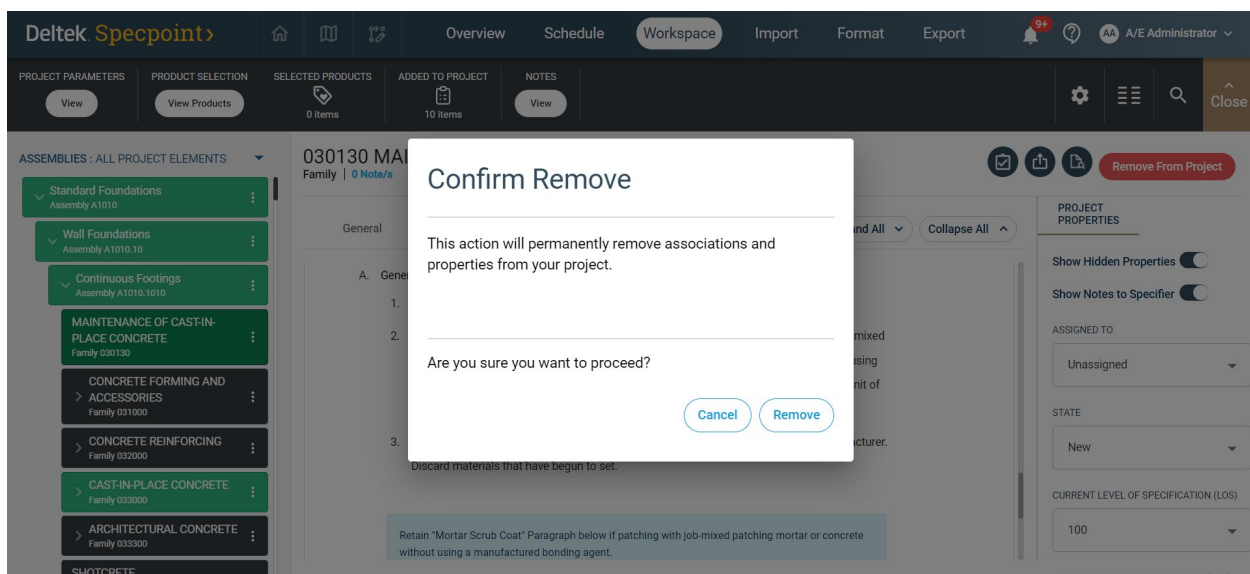 Deltek Specpoint>
Overview
Schedule
Workspace
Import
Format
Export
9+
AA
A/E Administrator
PROJECT PARAMETERS
View
PRODUCT SELECTION
View Products
SELECTED PRODUCTS
0 items
ADDED TO PROJECT
10 items
NOTES
View
Close
ASSEMBLIES : ALL PROJECT ELEMENTS
Standard Foundations
Assembly A1010
Wall Foundations
Assembly A1010.10
Continuous Footings
Assembly A1010.1010
MAINTENANCE OF CAST-IN-
PLACE CONCRETE
Family 030130
CONCRETE FORMING AND
ACCESSORIES
Family 031000
CONCRETE REINFORCING
Family 032000
CAST-IN-PLACE CONCRETE
Family 033000
ARCHITECTURAL CONCRETE
Family 033300
SHOTCRETE
030130 MAI
Family | 0 Note/s
Remove From Project
General
nd All
Collapse All
A. Gene
1.
2.
mixed
using
nit of
3.
acturer.
Discard materials that have begun to set.
Retain "Mortar Scrub Coat" Paragraph below if patching with job-mixed patching mortar or concrete
without using a manufactured bonding agent.
Confirm Remove
This action will permanently remove associations and
properties from your project.
Are you sure you want to proceed?
Cancel
Remove
PROJECT
PROPERTIES
Show Hidden Properties
Show Notes to Specifier
ASSIGNED TO
Unassigned
STATE
New
CURRENT LEVEL OF SPECIFICATION (LOS)
100